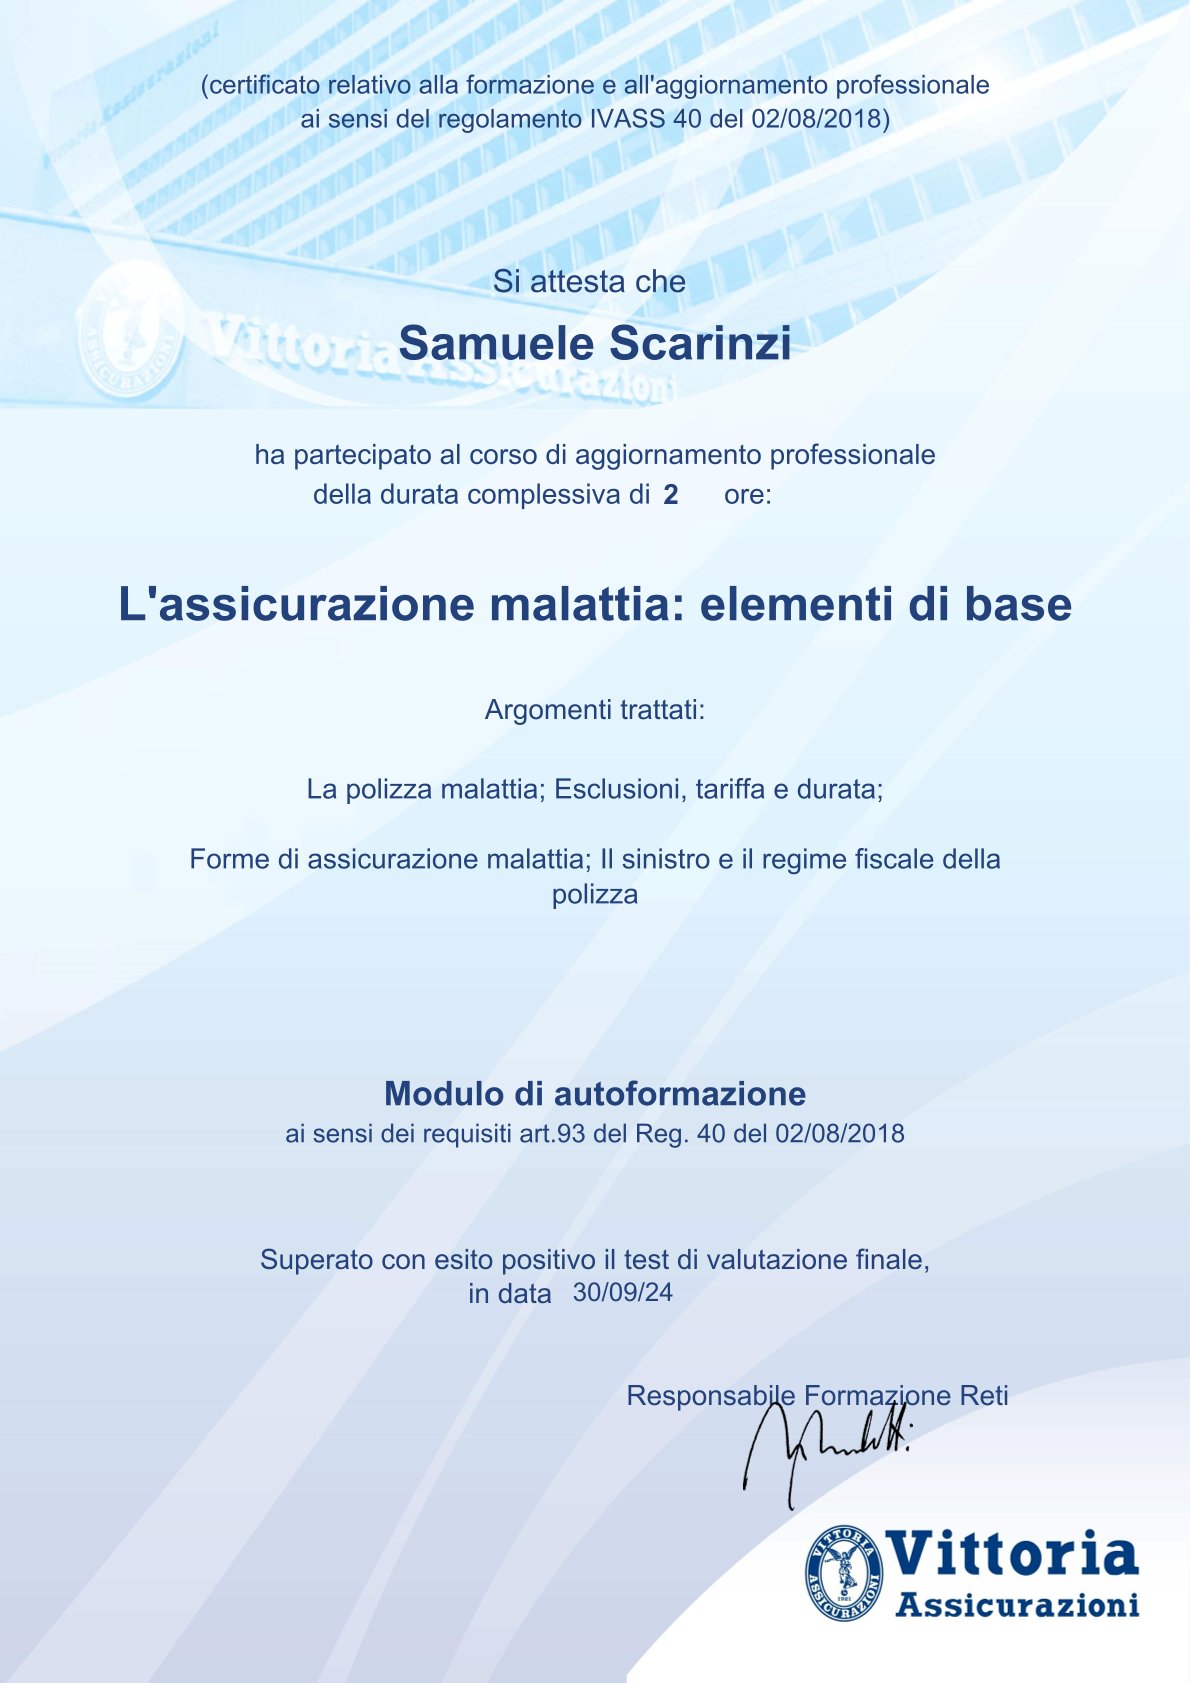 (certificato relativo alla formazione e all'aggiornamento professionale
ai sensi del regolamento IVASS 40 del 02/08/2018)
Si attesta che
Samuele Scarinzi
Vittoria Assicurazioni
ha partecipato al corso di aggiornamento professionale
della durata complessiva di 2 ore:
L'assicurazione malattia: elementi di base
Argomenti trattati:
La polizza malattia; Esclusioni, tariffa e durata;
Forme di assicurazione malattia; Il sinistro e il regime fiscale della
polizza
Modulo di autoformazione
ai sensi dei requisiti art.93 del Reg. 40 del 02/08/2018
Superato con esito positivo il test di valutazione finale,
in data 30/09/24
Responsabile Formazione Reti
VITTORIA
ASSICURAZIONI
1921
Vittoria
Assicurazioni